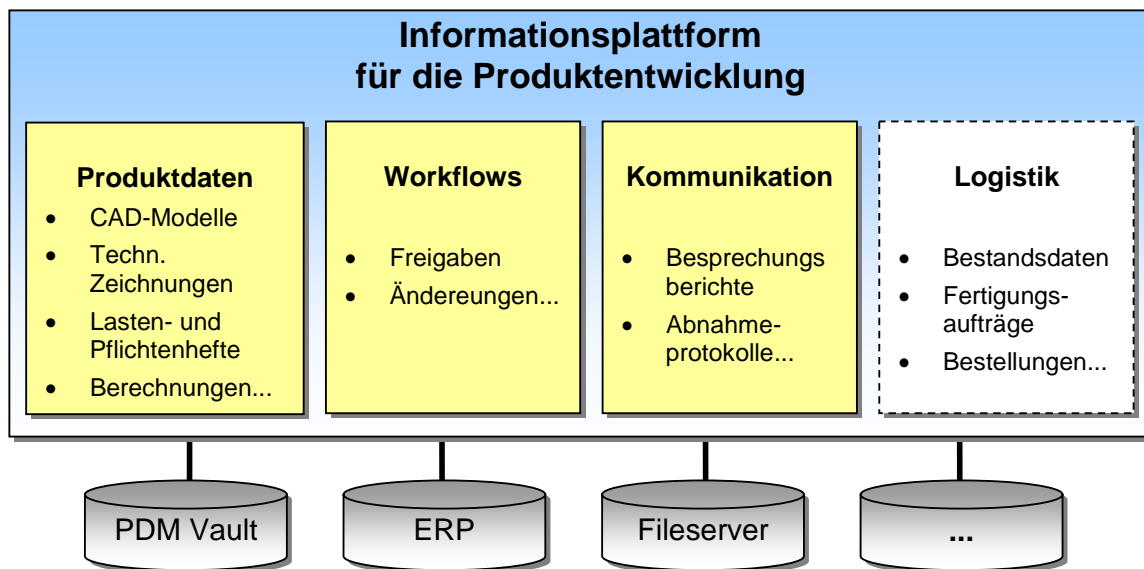 Informationsplattform
für die Produktentwicklung
Produktdaten
• CAD-Modelle
• Techn.
Zeichnungen
• Lasten- und
Pflichtenhefte
• Berechnungen...
Workflows
• Freigaben
• Ändereungen...
Kommunikation
• Besprechungs
berichte
• Abnahme-
protokolle...
Logistik
• Bestandsdaten
• Fertigungs-
aufträge
• Bestellungen...
PDM Vault
ERP
Fileserver
...